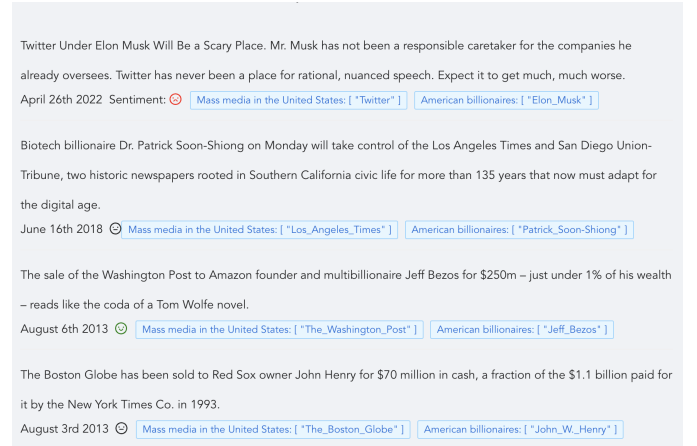 Twitter Under Elon Musk Will Be a Scary Place. Mr. Musk has not been a responsible caretaker for the companies he
already oversees. Twitter has never been a place for rational, nuanced speech. Expect it to get much, much worse.
April 26th 2022 Sentiment: Mass media in the United States: [ "Twitter" ] American billionaires: [ "Elon_Musk" ]
Biotech billionaire Dr. Patrick Soon-Shiong on Monday will take control of the Los Angeles Times and San Diego Union-
Tribune, two historic newspapers rooted in Southern California civic life for more than 135 years that now must adapt for
the digital age.
June 16th 2018 Mass media in the United States: [ "Los_Angeles_Times" ] American billionaires: [ "Patrick_Soon-Shiong" ]
The sale of the Washington Post to Amazon founder and multibillionaire Jeff Bezos for $250m – just under 1% of his wealth
– reads like the coda of a Tom Wolfe novel.
August 6th 2013 Mass media in the United States: [ "The_Washington_Post" ] American billionaires: [ "Jeff_Bezos" ]
The Boston Globe has been sold to Red Sox owner John Henry for $70 million in cash, a fraction of the $1.1 billion paid for
it by the New York Times Co. in 1993.
August 3rd 2013 Mass media in the United States: [ "The_Boston_Globe" ] American billionaires: [ "John_W._Henry" ]